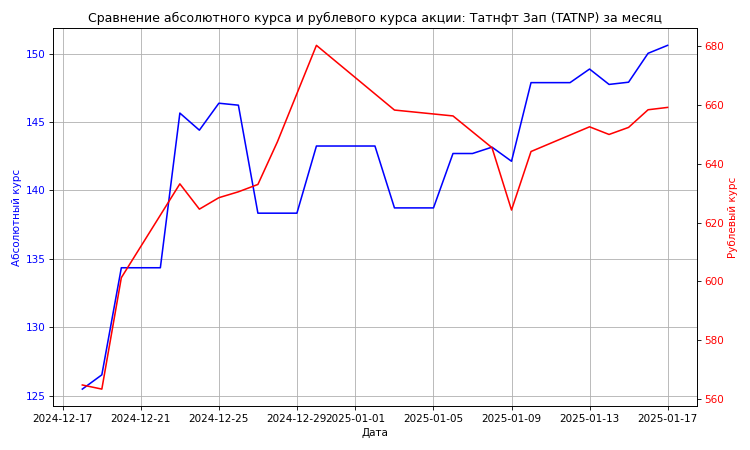 Сравнение абсолютного курса и рублевого курса акции: Татнфт 3ап (TATNP) за месяц
Абсолютный курс
150
145
140
135
130
125
680
660
640
620
600
580
560
Рублевый курс
2024-12-17 2024-12-21 2024-12-25 2024-12-29 2025-01-01 2025-01-05 2025-01-09 2025-01-13 2025-01-17
Дата